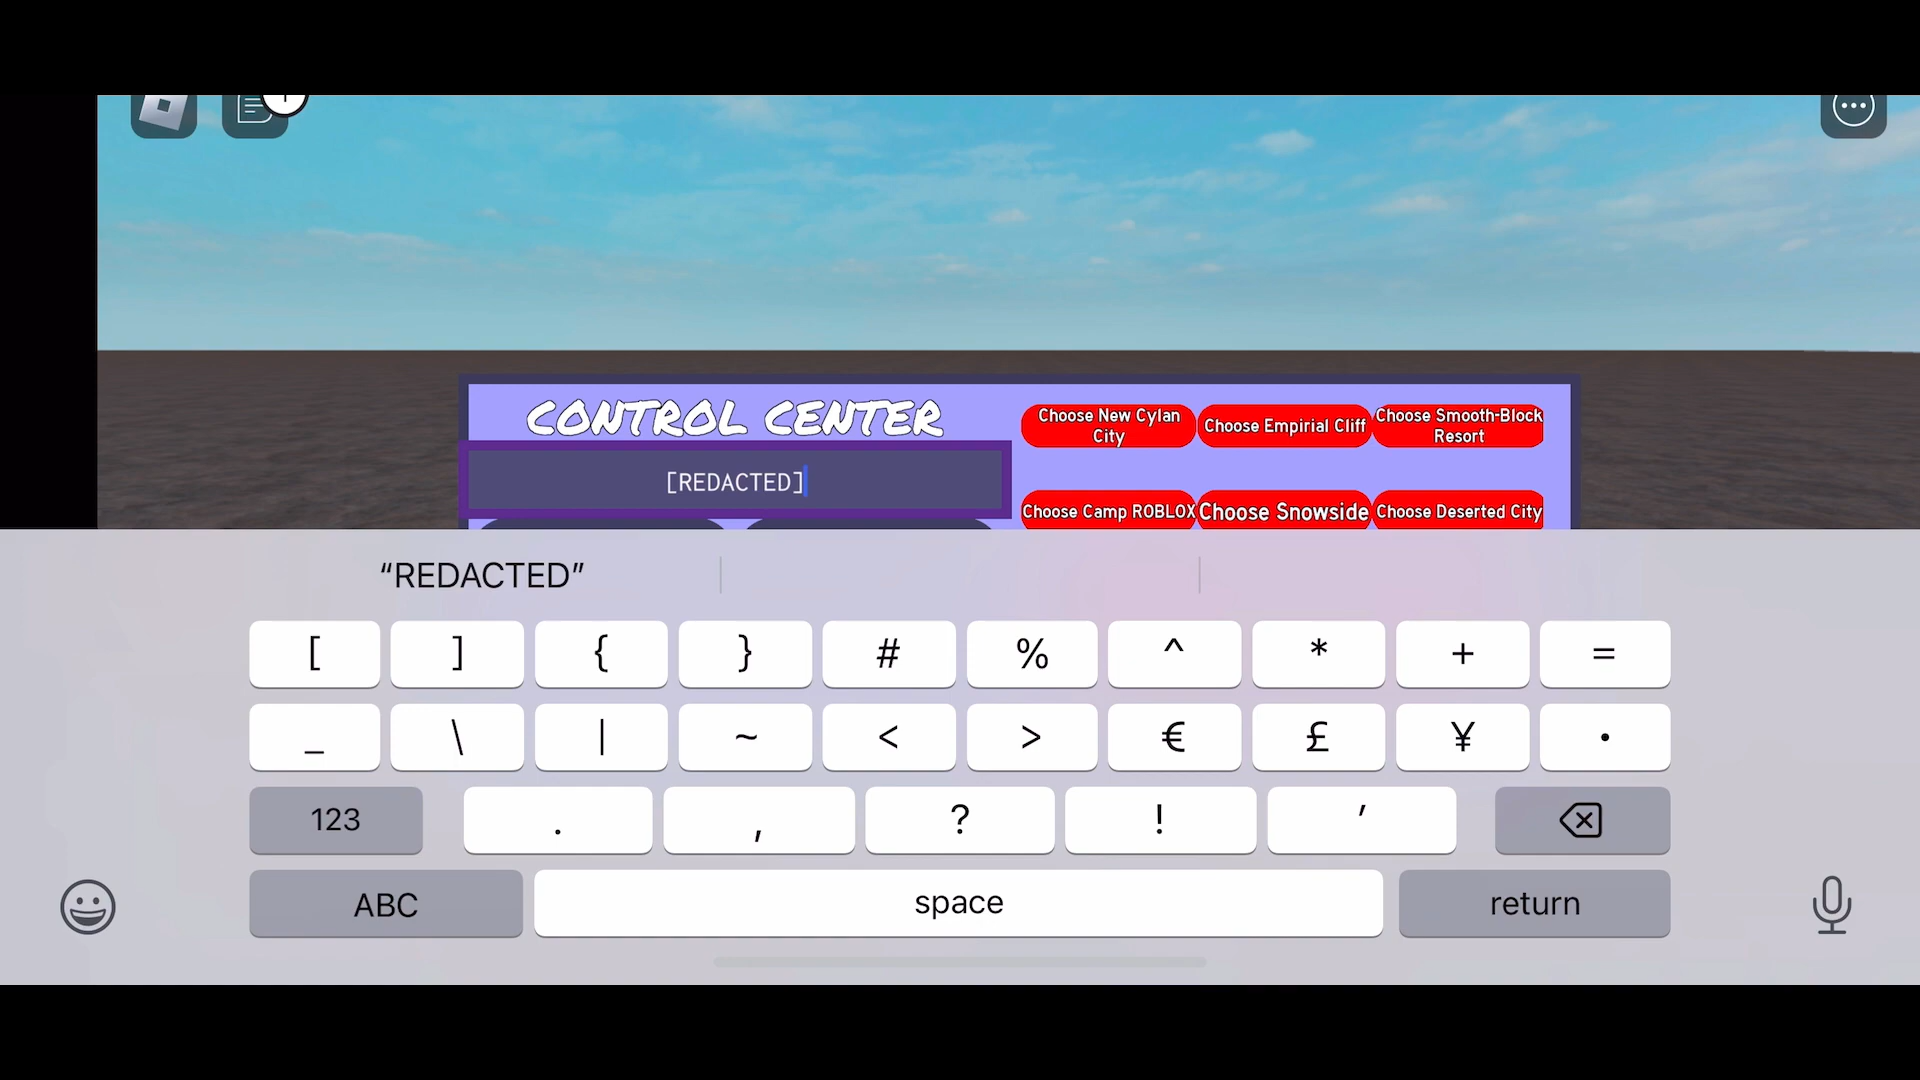 CONTROL CENTER
[REDACTED]
Choose New Cylan
City
Choose Empirial Cliff
Choose Smooth-Block
Resort
Choose Camp ROBLOX
Choose Snowside
Choose Deserted City
“REDACTED”
[ ] { } # % ^ * + =
_ \ | ~ < > € £ ¥ •
123 . , ? ! ’
ABC space return